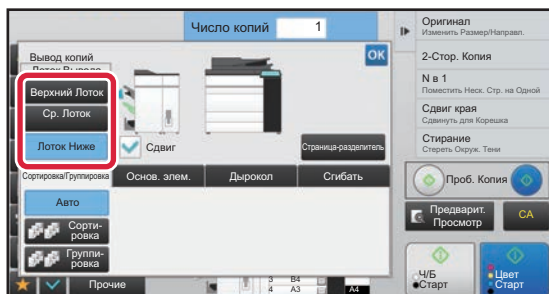 Число копий
1
OK
Вывод копий
Верхний Лоток
Ср. Лоток
Лоток Ниже
Сдвиг
Страница-разделитель
Сортировка/Группировка
Основ. элем.
Дырокол
Сгибать
Авто
Сорти-
ровка
Группи-
ровка
Прочие
3 B4
4 A3
A4
Оригинал
Изменить Размер/Направл.
2-Стор. Копия
N в 1
Поместить Неск. Стр. на Одной
Сдвиг края
Сдвинуть для Корешка
Стирание
Стереть Окруж. Тени
Проб. Копия
Предварит.
Просмотр
CA
Ч/Б
Старт
Цвет
Старт